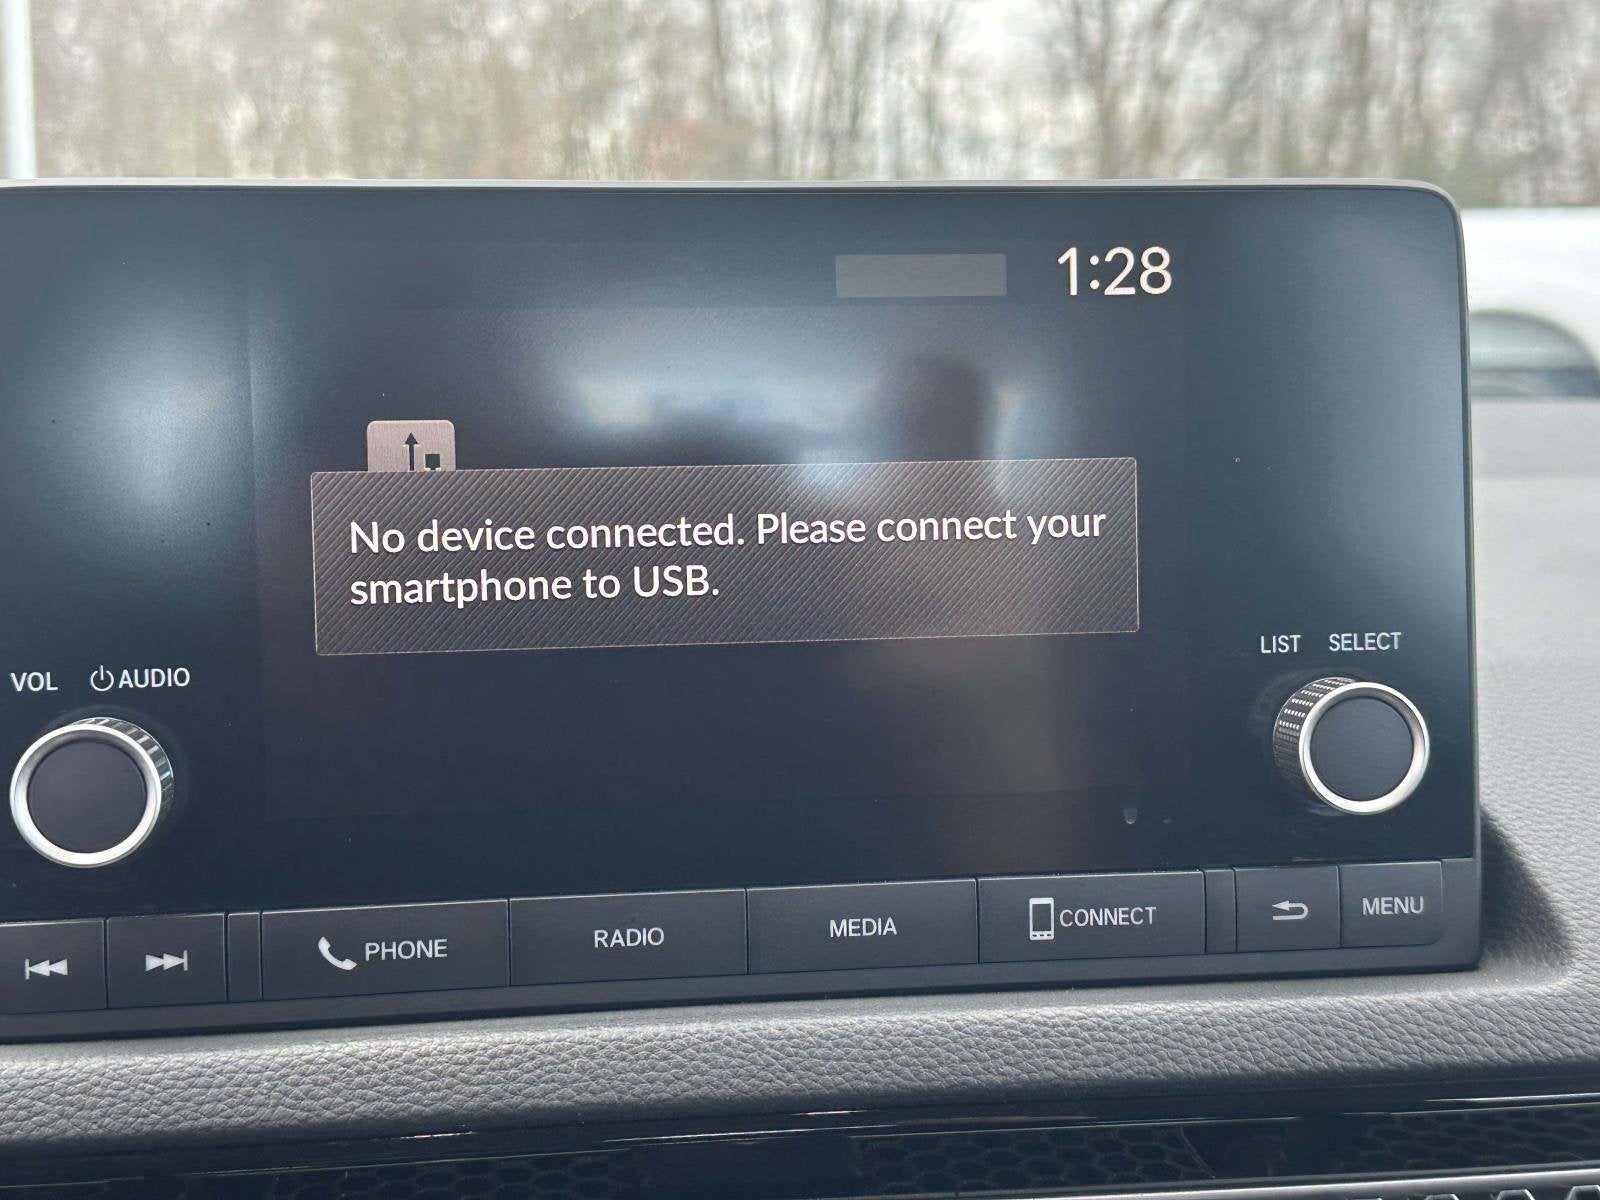 1:28
No device connected. Please connect your
smartphone to USB.
VOL AUDIO
LIST SELECT
PHONE RADIO MEDIA CONNECT MENU